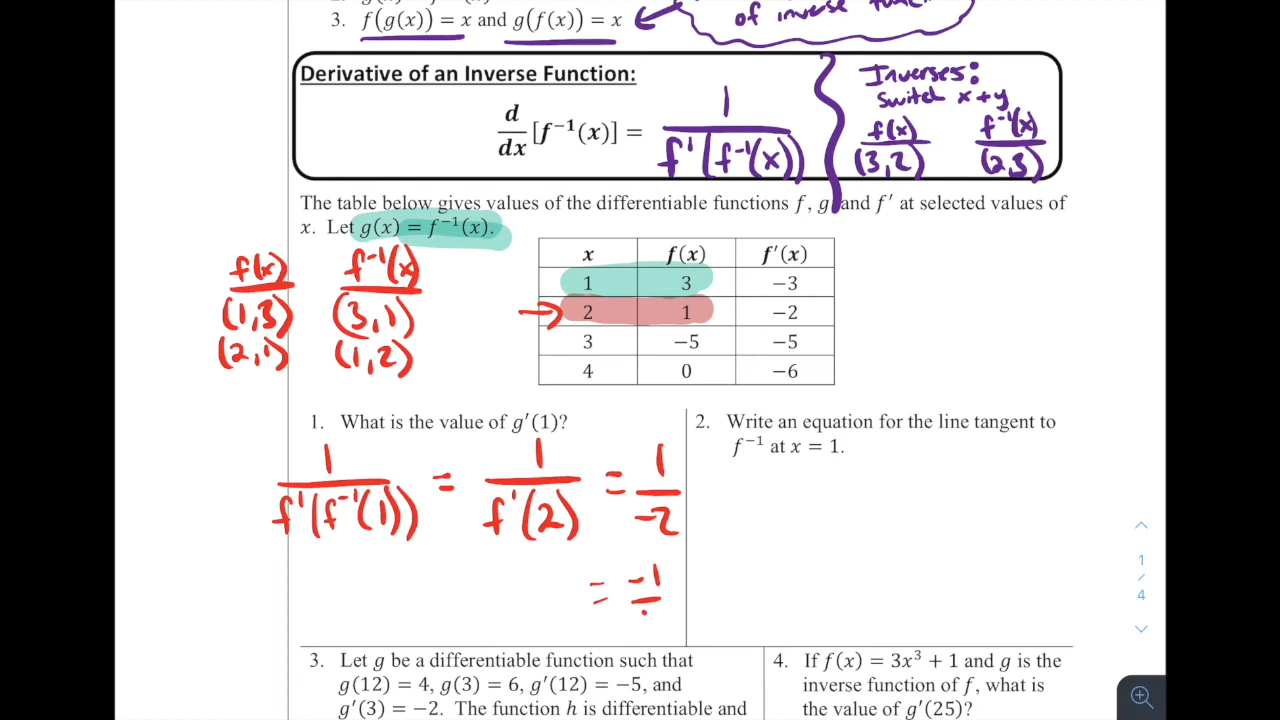 3. f(g(x)) = x and g(f(x)) = x
of inverse
Derivative of an Inverse Function:
d/dx [f⁻¹(x)] = 1/f'(f⁻¹(x))
Inverses:
switch x + y
f(x) f⁻¹(x)
(3,2) (2,3)
The table below gives values of the differentiable functions f, g, and f′ at selected values of
x. Let g(x) = f⁻¹(x).
f(x) f⁻¹(x)
(1,3) (3,1)
(2,1) (1,2)
x f(x) f′(x)
1 3 −3
2 1 −2
3 −5 −5
4 0 −6
1. What is the value of g′(1)?
1/f'(f⁻¹(1)) = 1/f'(2) = 1/-2
= -1
2. Write an equation for the line tangent to
f⁻¹ at x = 1.
3. Let g be a differentiable function such that
g(12) = 4, g(3) = 6, g′(12) = −5, and
g′(3) = −2. The function h is differentiable and
4. If f(x) = 3x³ + 1 and g is the
inverse function of f, what is
the value of g′(25)?
1
/
4